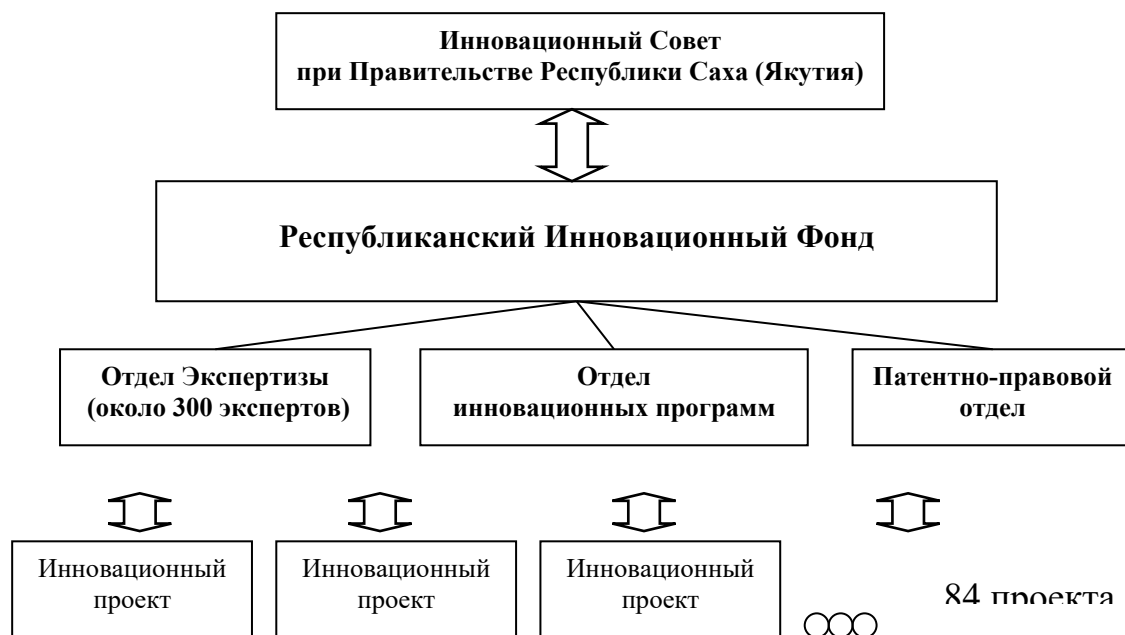 Инновационный Совет
при Правительстве Республики Саха (Якутия)
Республиканский Инновационный Фонд
Отдел Экспертизы
(около 300 экспертов)
Отдел
инновационных программ
Патентно-правовой
отдел
Инновационный
проект
Инновационный
проект
Инновационный
проект
84 проекта